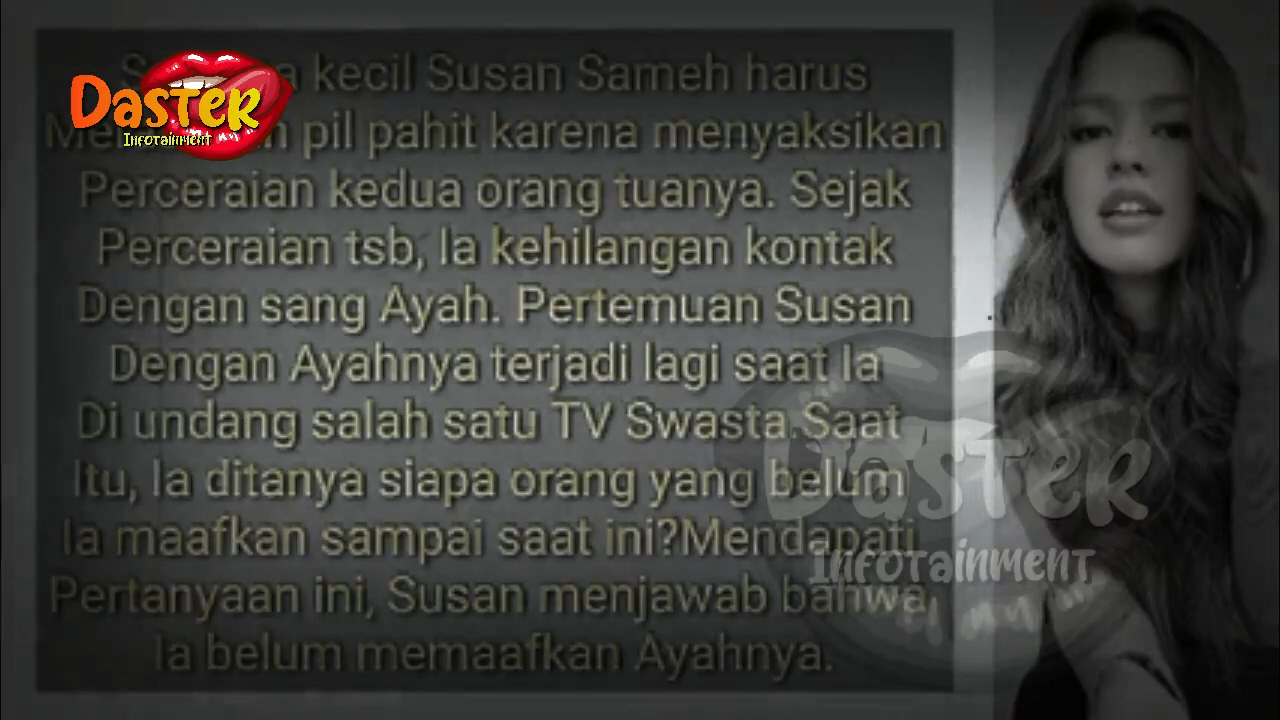 DaSTER
InFOTainMENT
kecil Susan Sameh harus
pil pahit karena menyaksikan
Perceraian kedua orang tuanya. Sejak
Perceraian tsb, Ia kehilangan kontak
Dengan sang Ayah. Pertemuan Susan
Dengan Ayahnya terjadi lagi saat Ia
Di undang salah satu TV Swasta.Saat
Itu, Ia ditanya siapa orang yang belum
Ia maafkan sampai saat ini?Mendapati
Pertanyaan ini, Susan menjawab bahwa,
Ia belum memaafkan Ayahnya.
DaSTER
InFOTainMENT